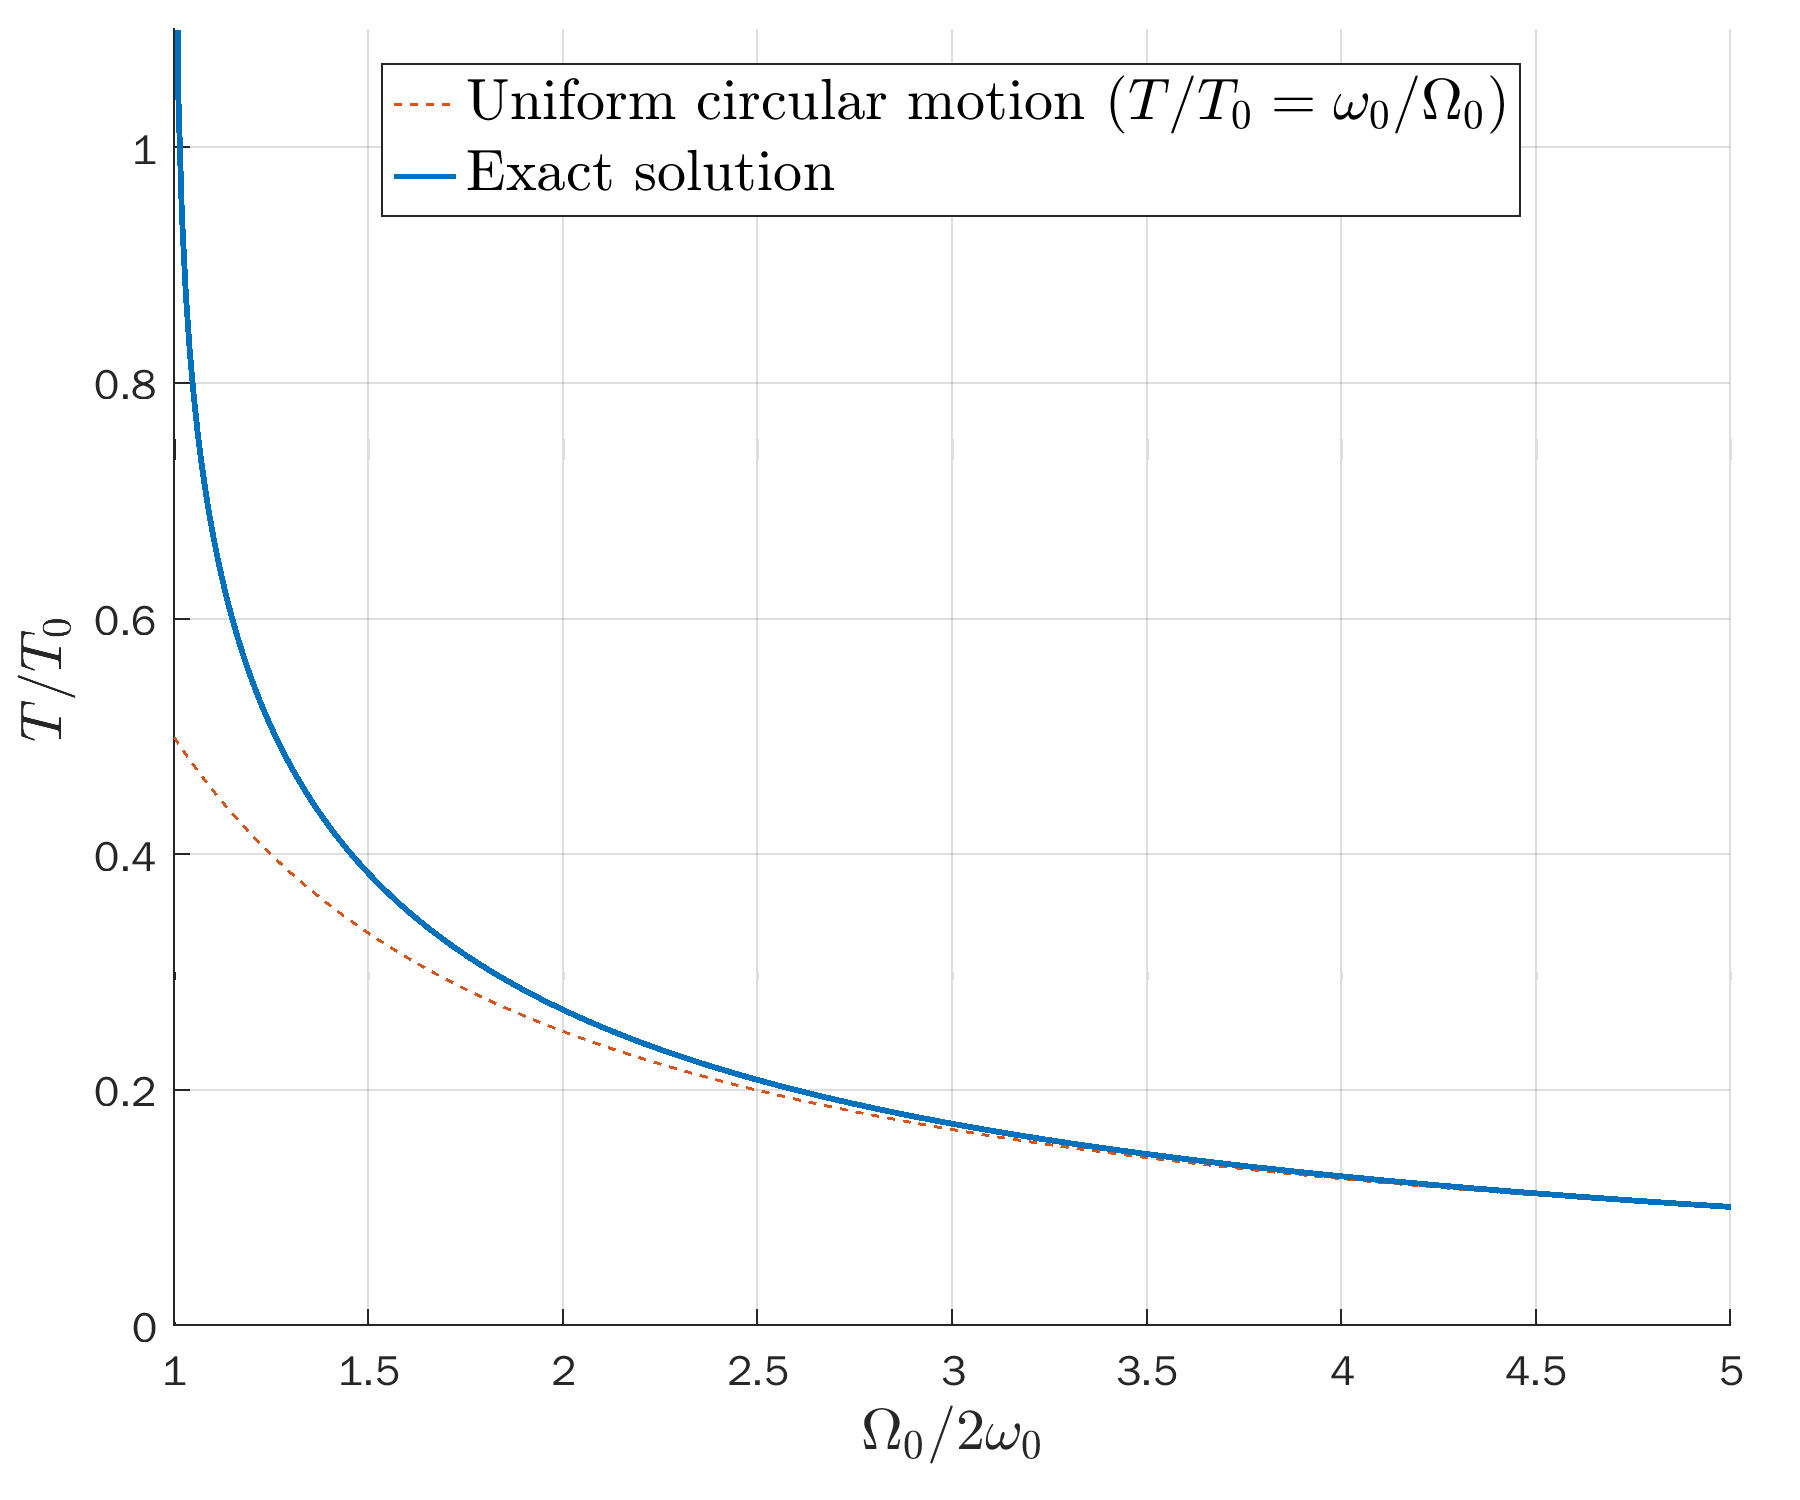 Uniform circular motion (T/T₀ = ω₀/Ω₀)
Exact solution
1
0.8
0.6
0.4
0.2
0
T/T₀
1 1.5 2 2.5 3 3.5 4 4.5 5
Ω₀/2ω₀